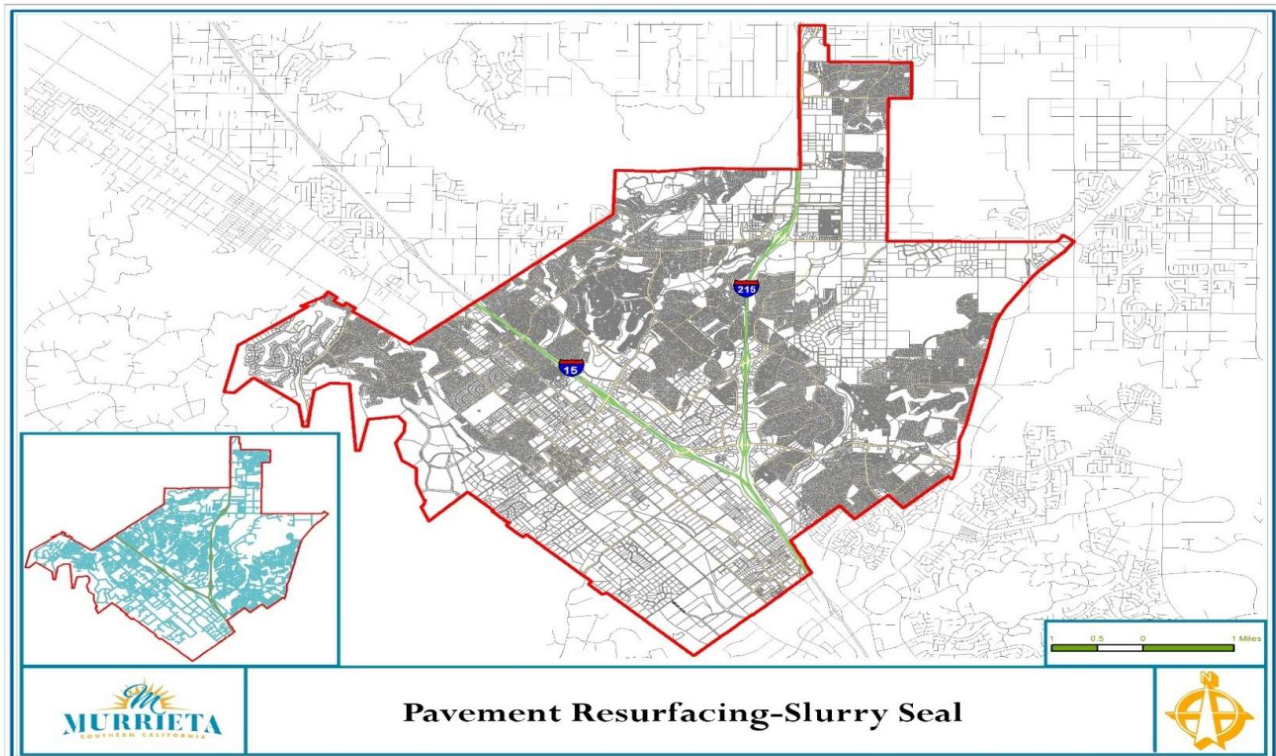 215
15
1 0.5 0 1 Miles
M
MURRIETA
SOUTHERN CALIFORNIA
Pavement Resurfacing-Slurry Seal
N